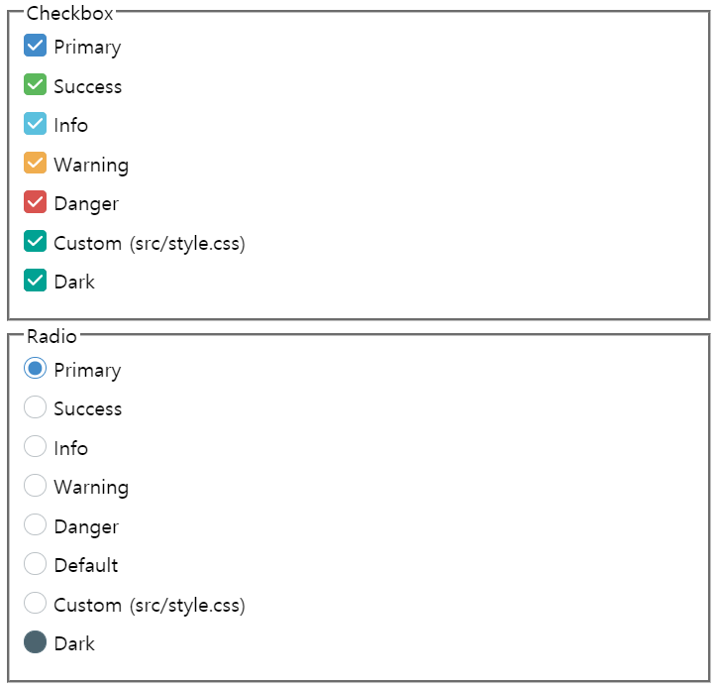 Checkbox
Primary
Success
Info
Warning
Danger
Custom (src/style.css)
Dark
Radio
Primary
Success
Info
Warning
Danger
Default
Custom (src/style.css)
Dark